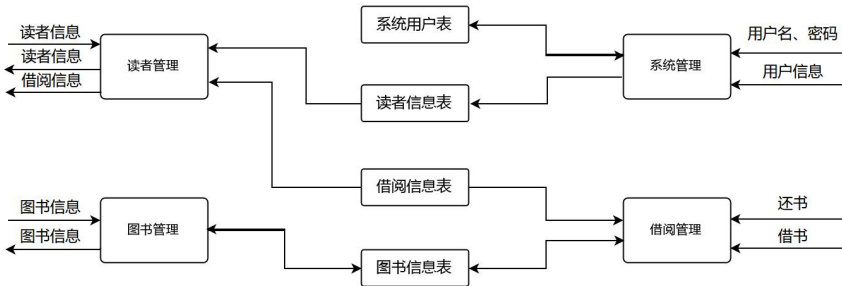 读者信息
读者信息
借阅信息
读者管理
系统用户表
读者信息表
系统管理
用户名、密码
用户信息
借阅信息表
图书信息
图书信息
图书管理
图书信息表
借阅管理
还书
借书